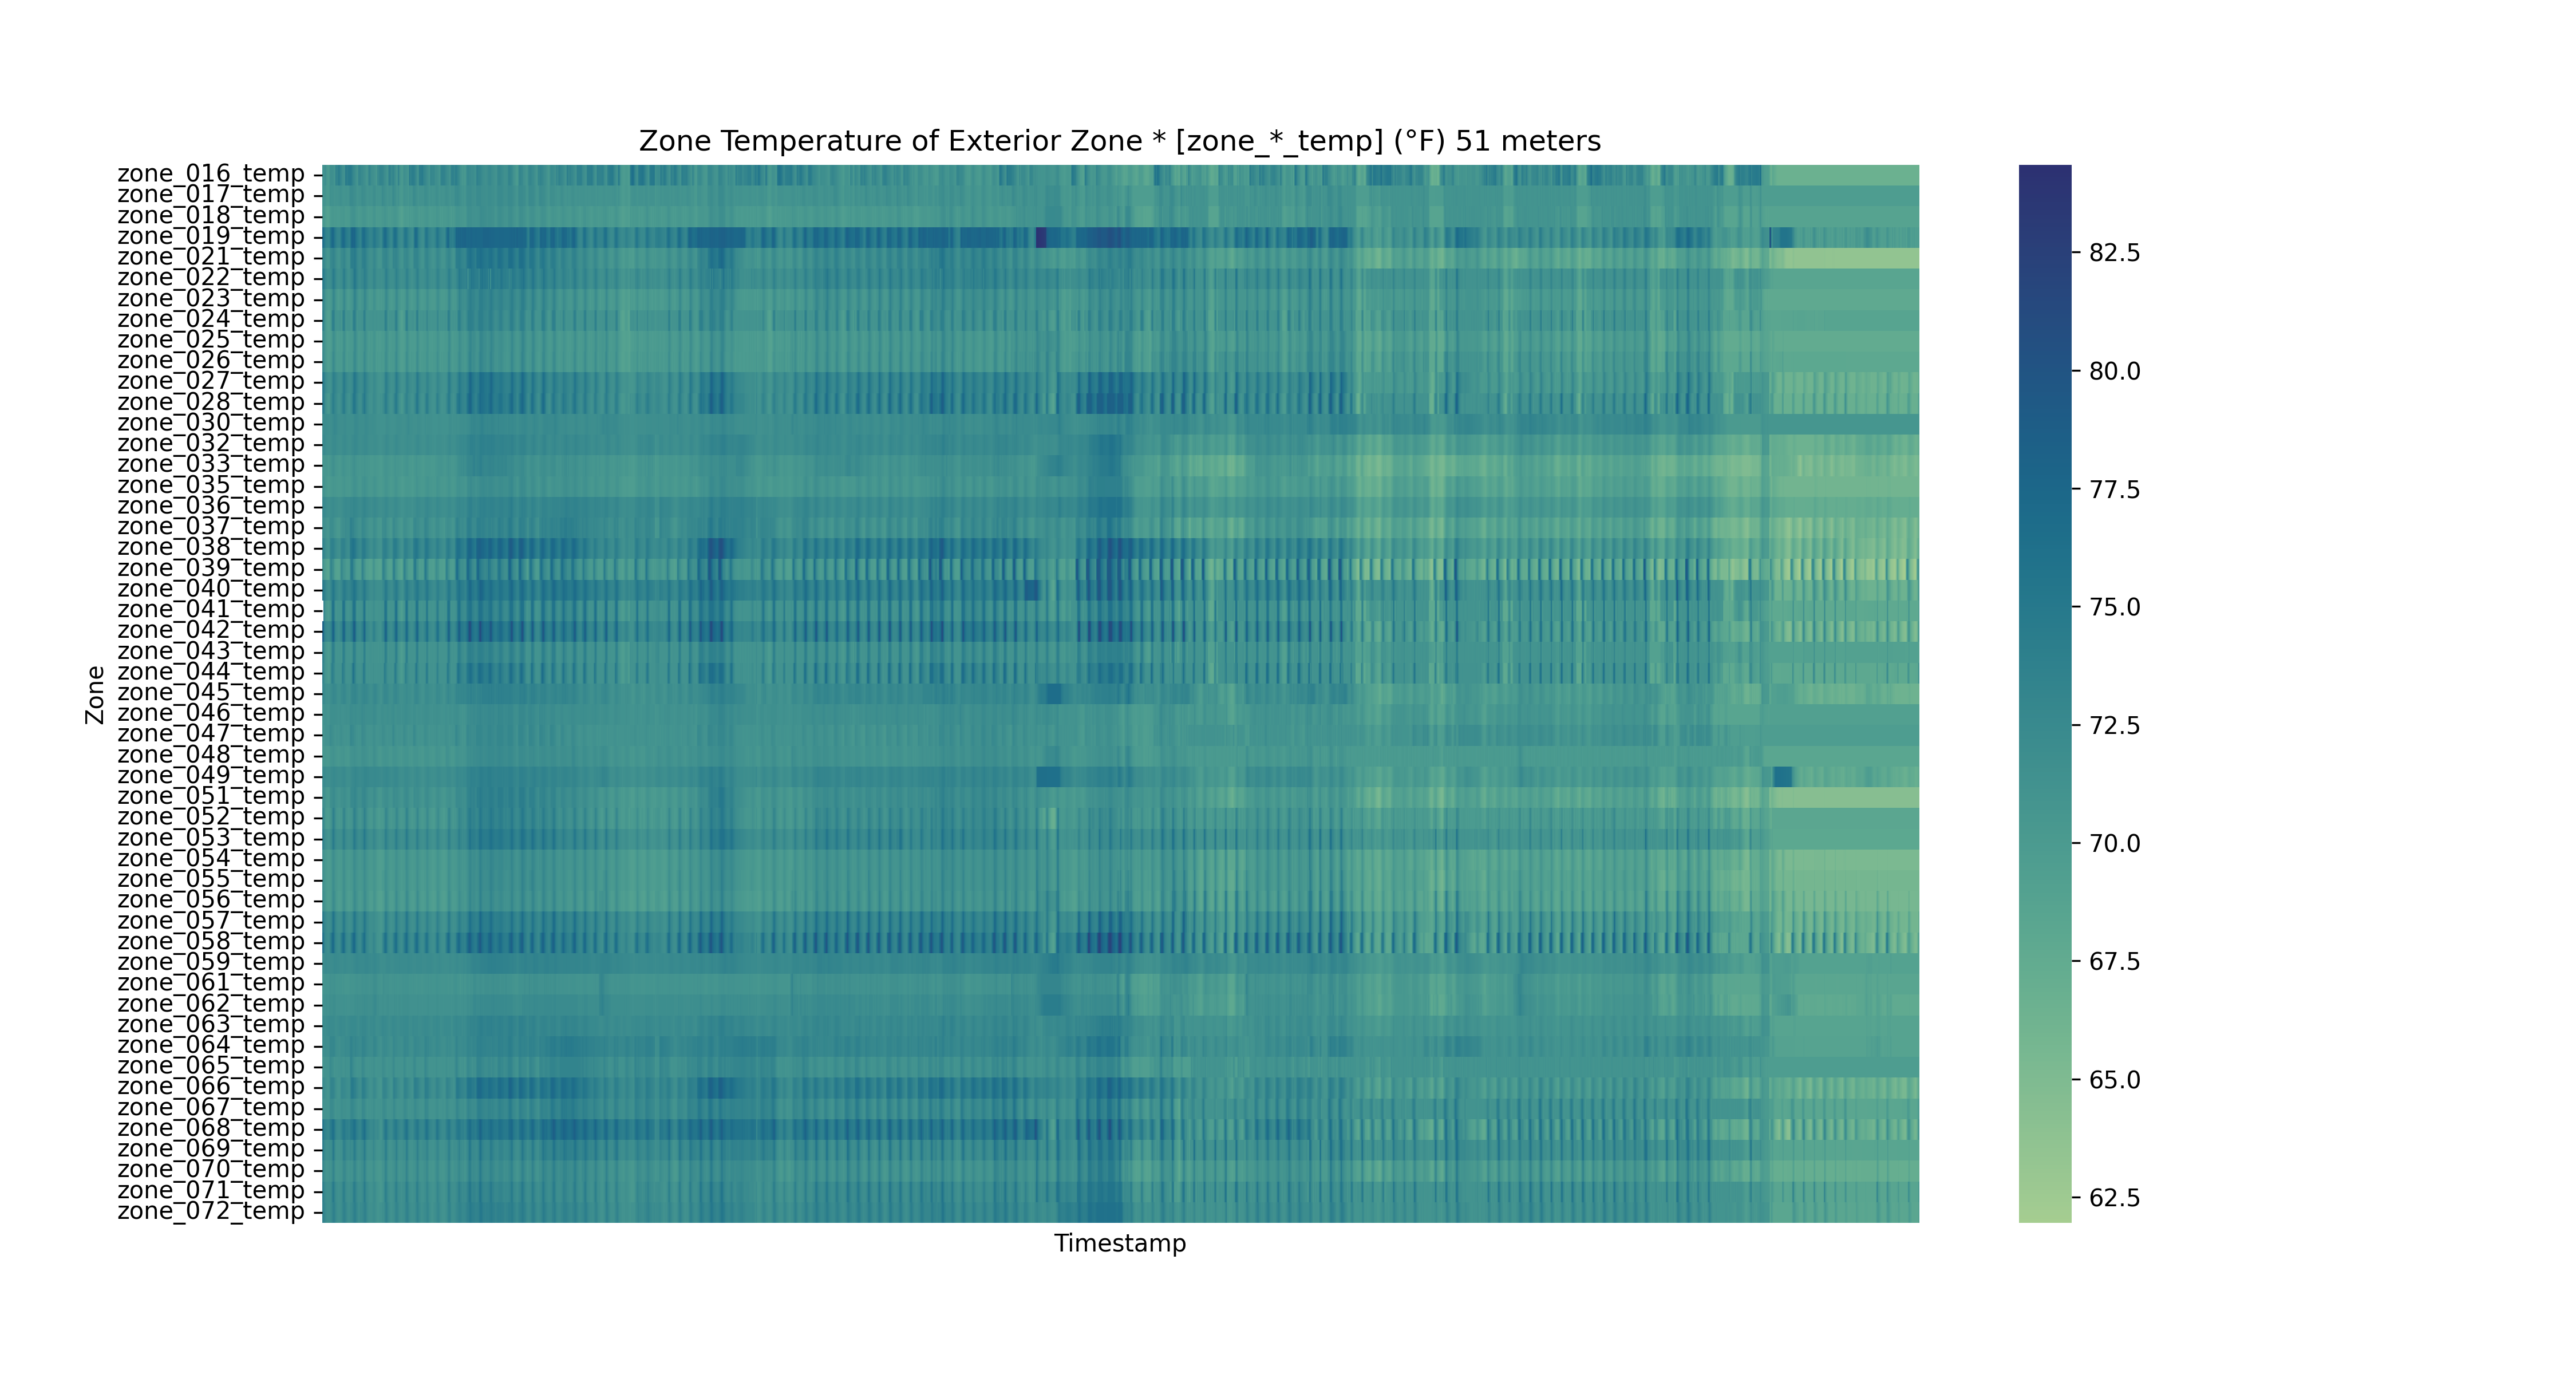 Zone Temperature of Exterior Zone * [zone_*_temp] (°F) 51 meters
zone_016_temp
zone_017_temp
zone_018_temp
zone_019_temp
zone_021_temp
zone_022_temp
zone_023_temp
zone_024_temp
zone_025_temp
zone_026_temp
zone_027_temp
zone_028_temp
zone_030_temp
zone_032_temp
zone_033_temp
zone_035_temp
zone_036_temp
zone_037_temp
zone_038_temp
zone_039_temp
zone_040_temp
zone_041_temp
zone_042_temp
zone_043_temp
zone_044_temp
zone_045_temp
zone_046_temp
zone_047_temp
zone_048_temp
zone_049_temp
zone_051_temp
zone_052_temp
zone_053_temp
zone_054_temp
zone_055_temp
zone_056_temp
zone_057_temp
zone_058_temp
zone_059_temp
zone_061_temp
zone_062_temp
zone_063_temp
zone_064_temp
zone_065_temp
zone_066_temp
zone_067_temp
zone_068_temp
zone_069_temp
zone_070_temp
zone_071_temp
zone_072_temp
Zone
Timestamp
82.5
80.0
77.5
75.0
72.5
70.0
67.5
65.0
62.5